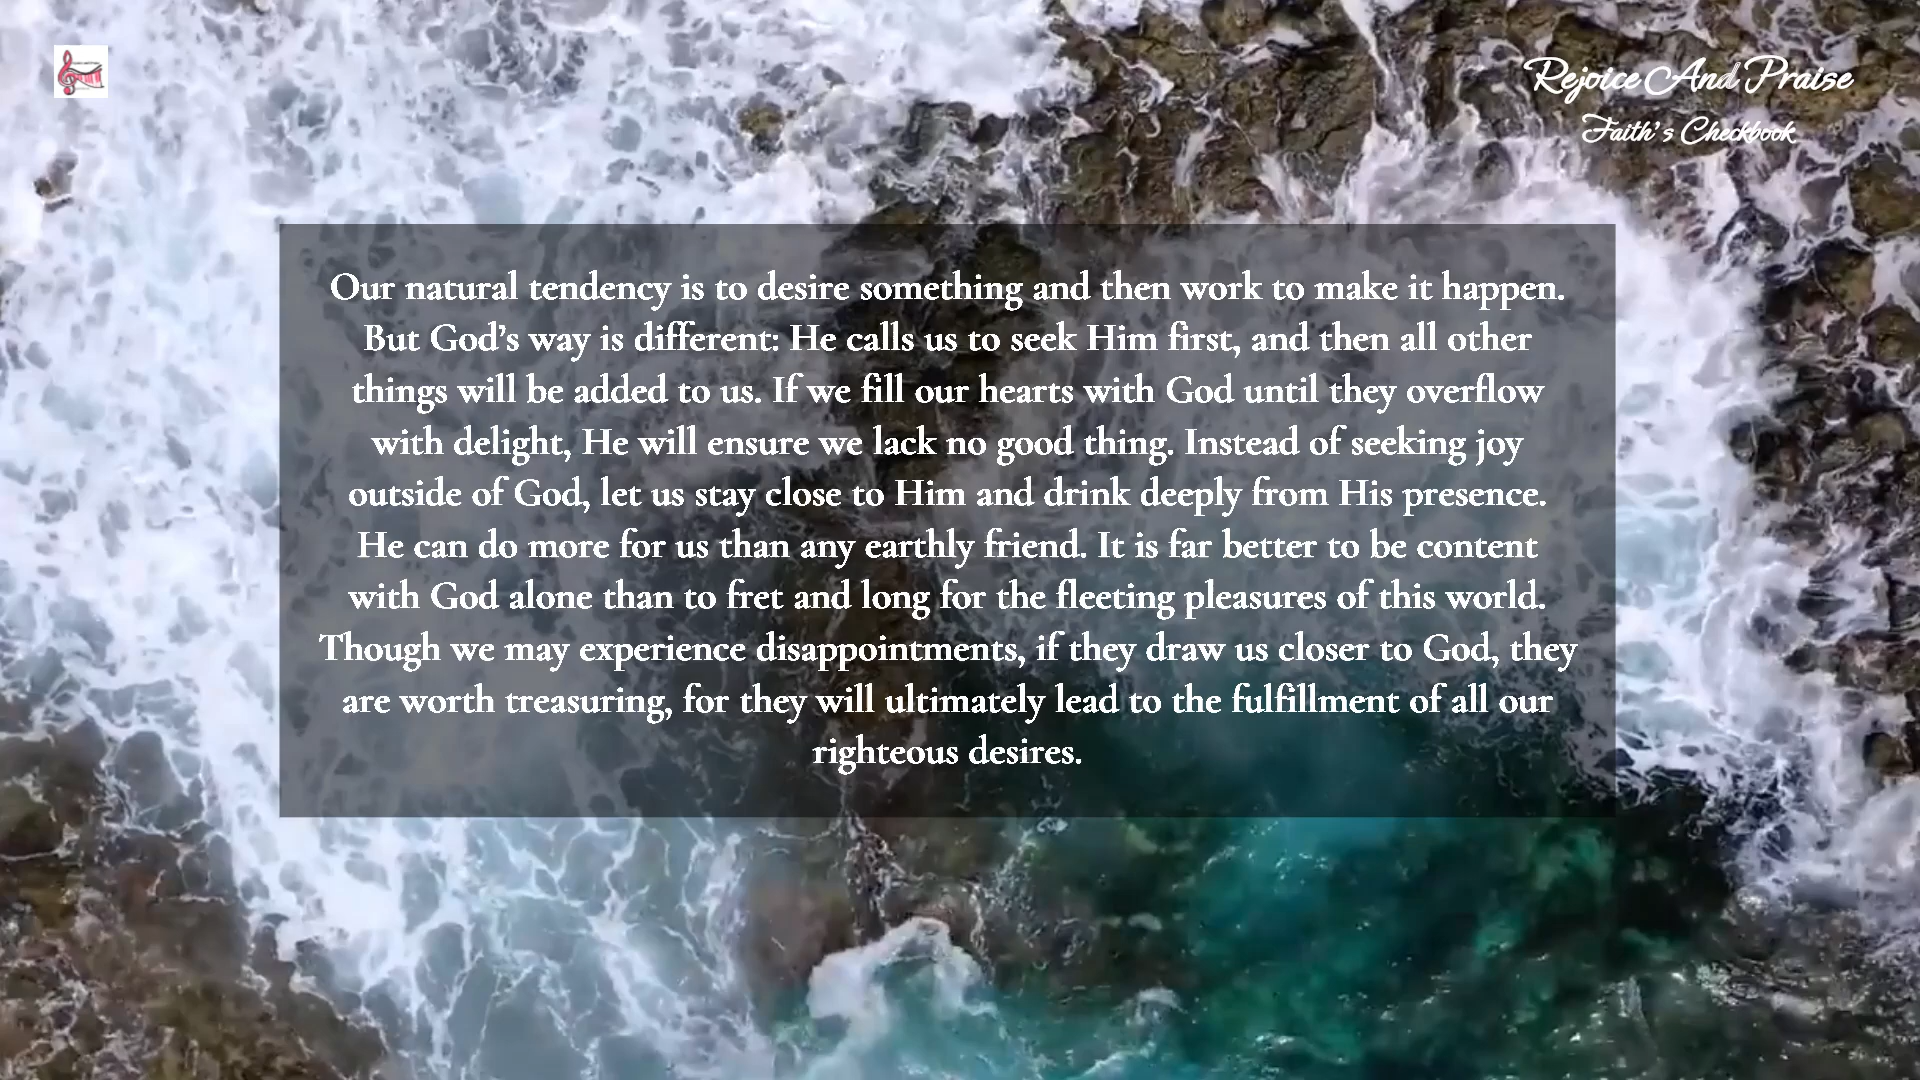 Rejoice And Praise
Faith's Checkbook
Our natural tendency is to desire something and then work to make it happen.
But God's way is different: He calls us to seek Him first, and then all other
things will be added to us. If we fill our hearts with God until they overflow
with delight, He will ensure we lack no good thing. Instead of seeking joy
outside of God, let us stay close to Him and drink deeply from His presence.
He can do more for us than any earthly friend. It is far better to be content
with God alone than to fret and long for the fleeting pleasures of this world.
Though we may experience disappointments, if they draw us closer to God, they
are worth treasuring, for they will ultimately lead to the fulfillment of all our
righteous desires.